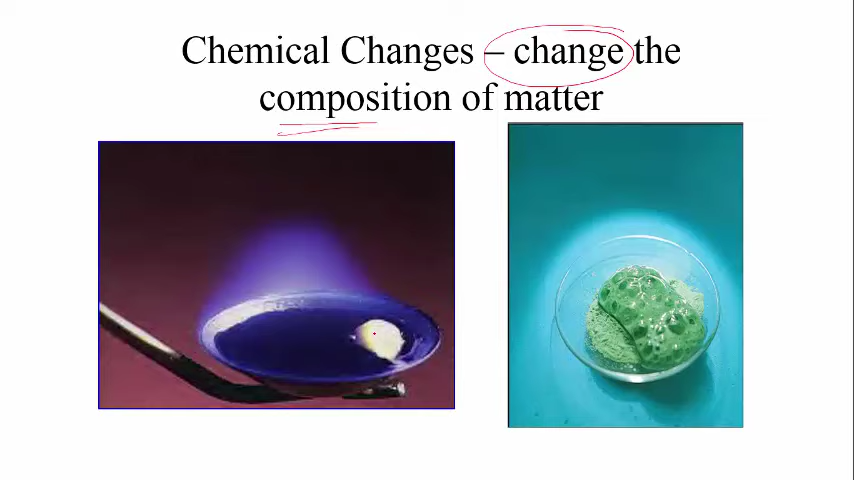 Chemical Changes – change the
composition of matter